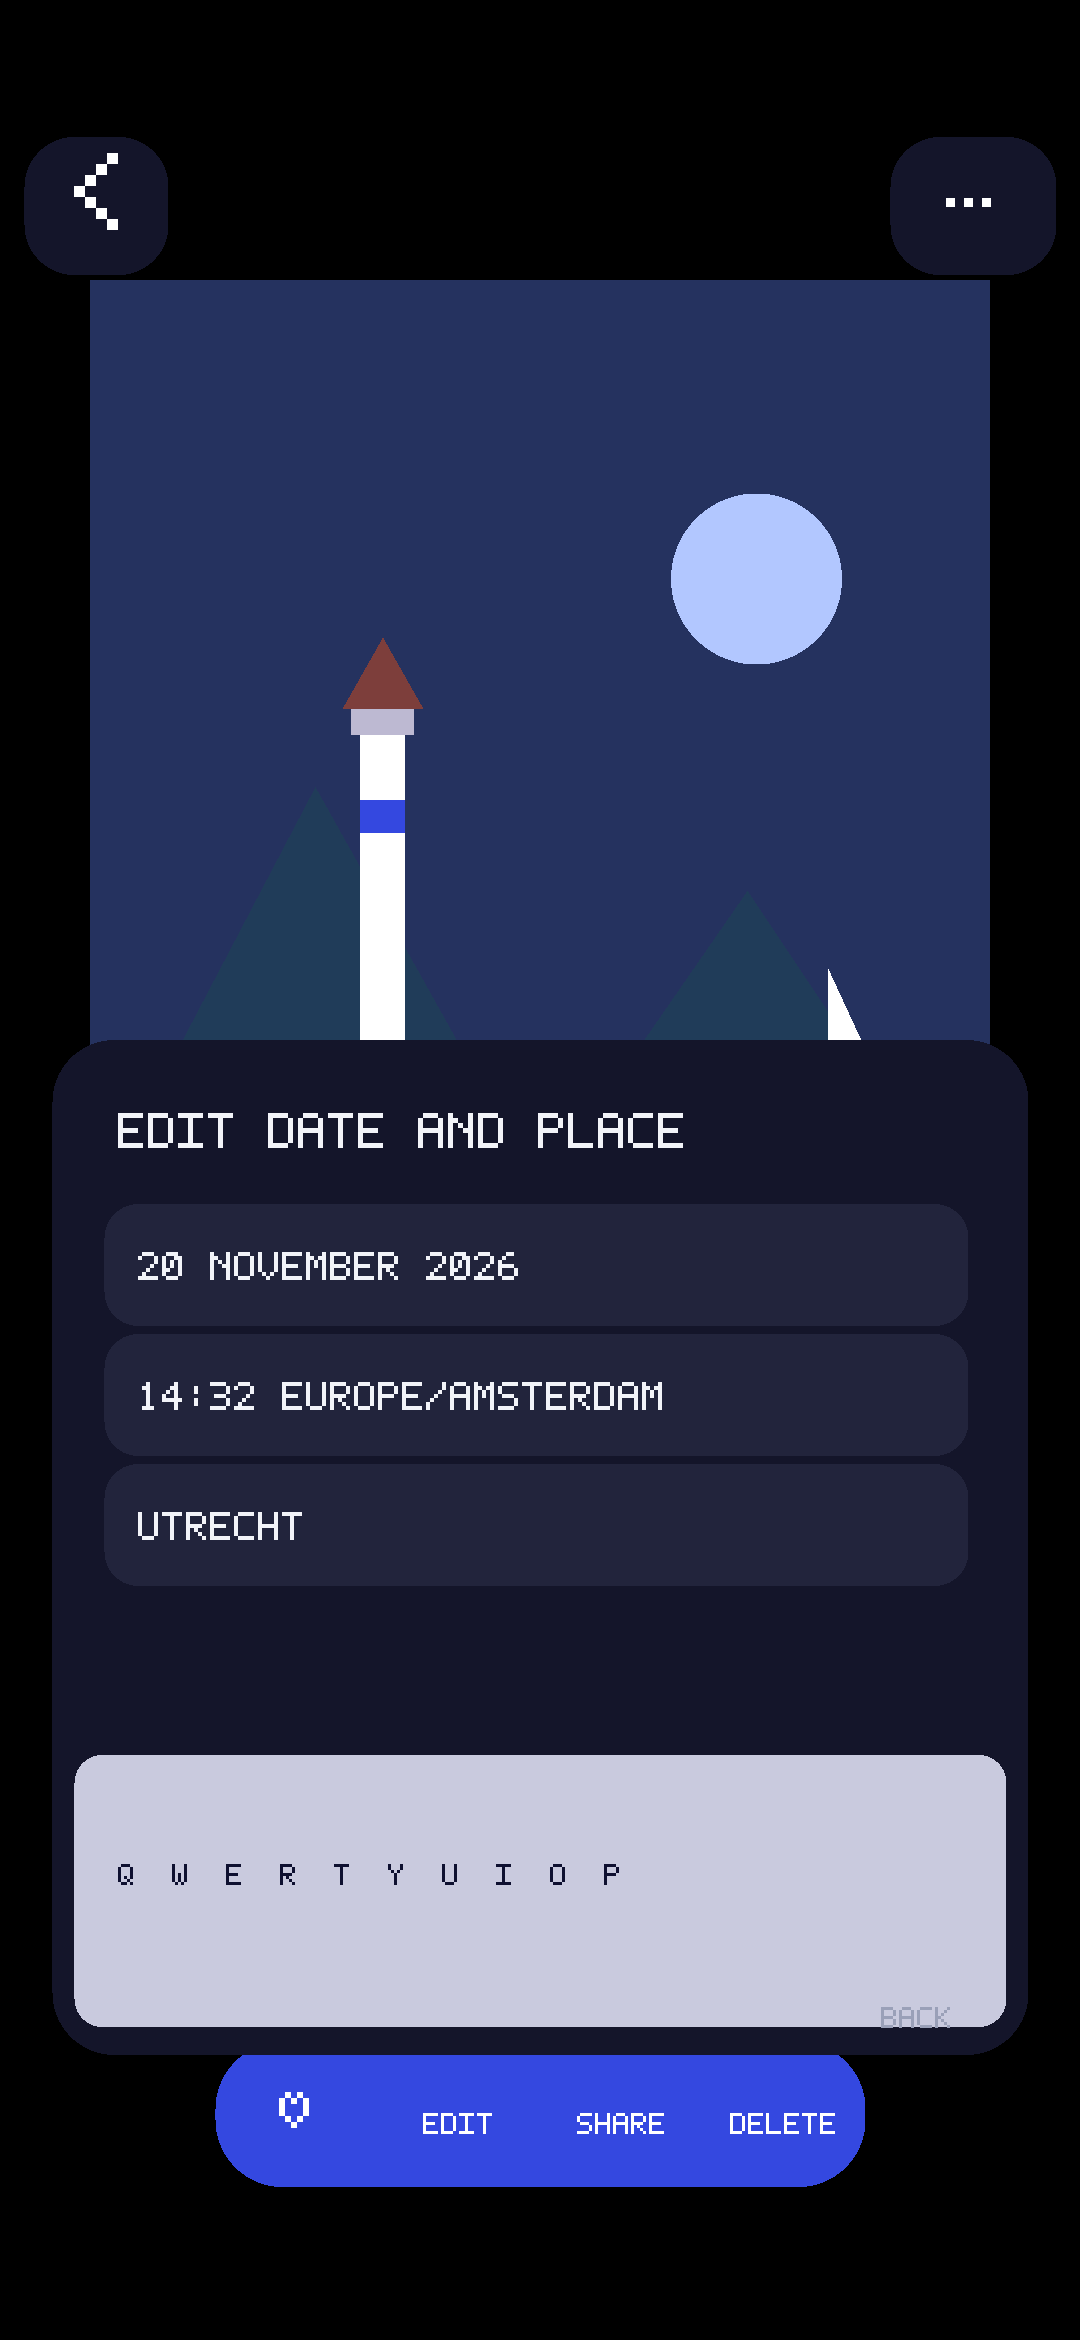 ...
EDIT DATE AND PLACE
20 NOVEMBER 2026
14:32 EUROPE/AMSTERDAM
UTRECHT
Q W E R T Y U I O P
BACK
EDIT SHARE DELETE